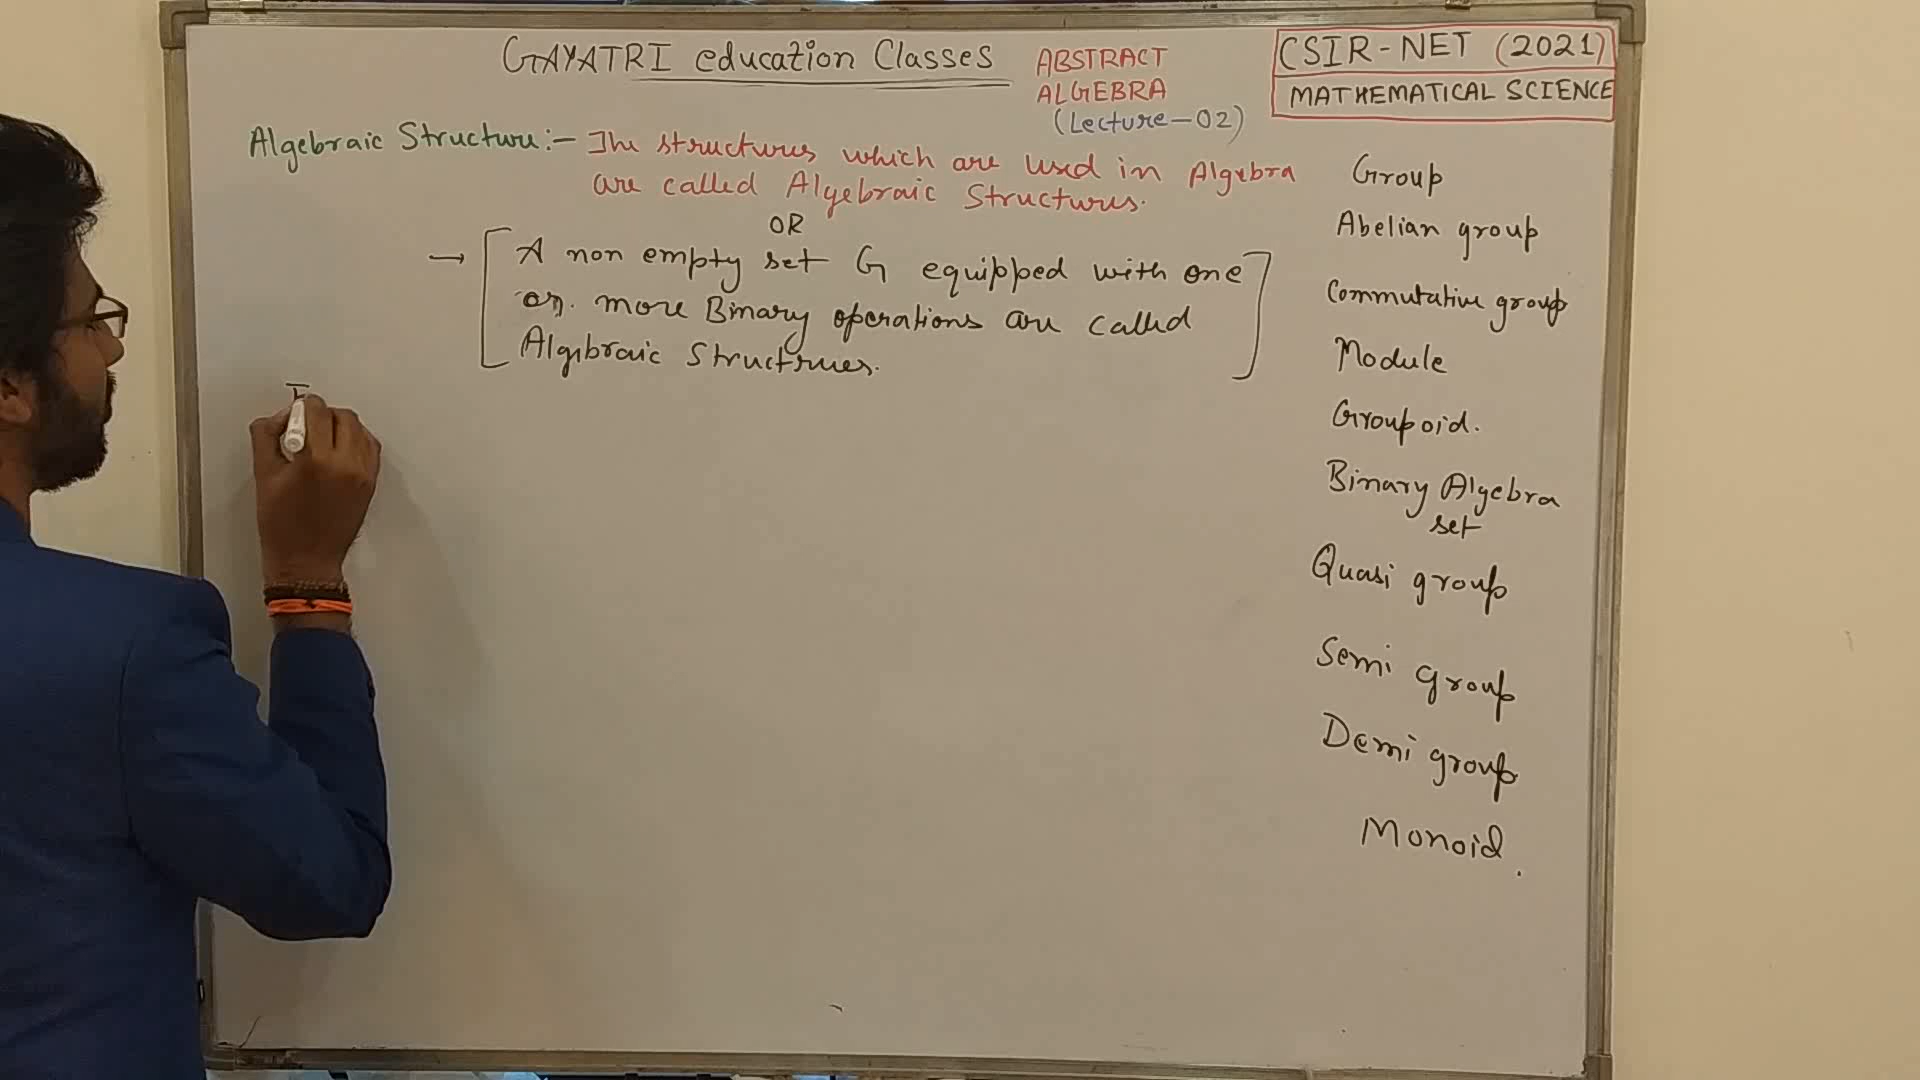 GAYATRI education Classes
ABSTRACT
ALGEBRA
(Lecture-02)
CSIR-NET (2021)
MATHEMATICAL SCIENCE
Algebraic Structure:- The structures which are used in Algebra
are called Algebraic Structures.
OR
→ [A non empty set G equipped with one
or more Binary operations are called
Algebraic Structrues.]
Group
Abelian group
Commutative group
Module
Groupoid.
Binary Algebra
set
Quasi group
Semi group
Demi group
Monoid.